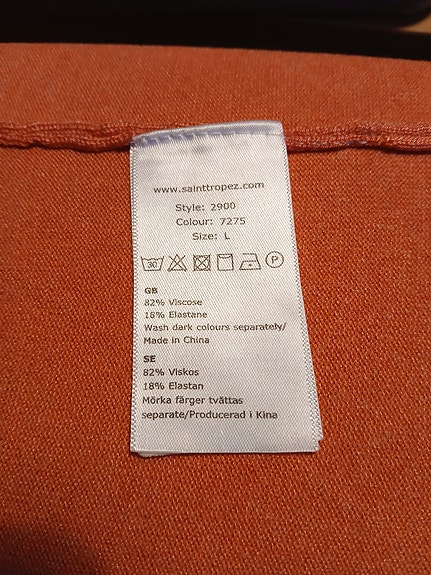 www.sainttropez.com
Style: 2900
Colour: 7275
Size: L
30 P
GB
82% Viscose
18% Elastane
Wash dark colours separately/
Made in China
SE
82% Viskos
18% Elastan
Mörka färger tvättas
separate/Producerad i Kina